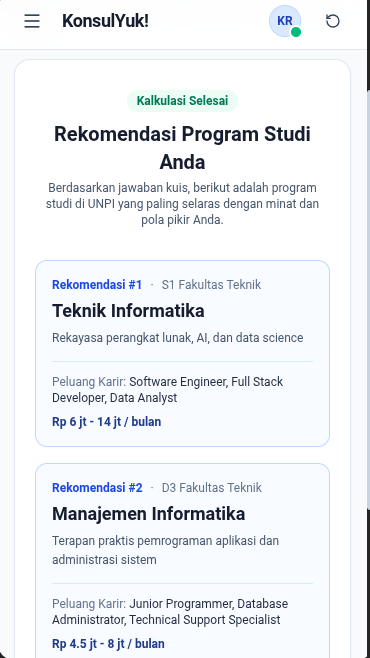 KonsulYuk!
KR
Kalkulasi Selesai
Rekomendasi Program Studi
Anda
Berdasarkan jawaban kuis, berikut adalah program
studi di UNPI yang paling selaras dengan minat dan
pola pikir Anda.
Rekomendasi #1 · S1 Fakultas Teknik
Teknik Informatika
Rekayasa perangkat lunak, AI, dan data science
Peluang Karir: Software Engineer, Full Stack
Developer, Data Analyst
Rp 6 jt - 14 jt / bulan
Rekomendasi #2 · D3 Fakultas Teknik
Manajemen Informatika
Terapan praktis pemrograman aplikasi dan
administrasi sistem
Peluang Karir: Junior Programmer, Database
Administrator, Technical Support Specialist
Rp 4.5 jt - 8 jt / bulan